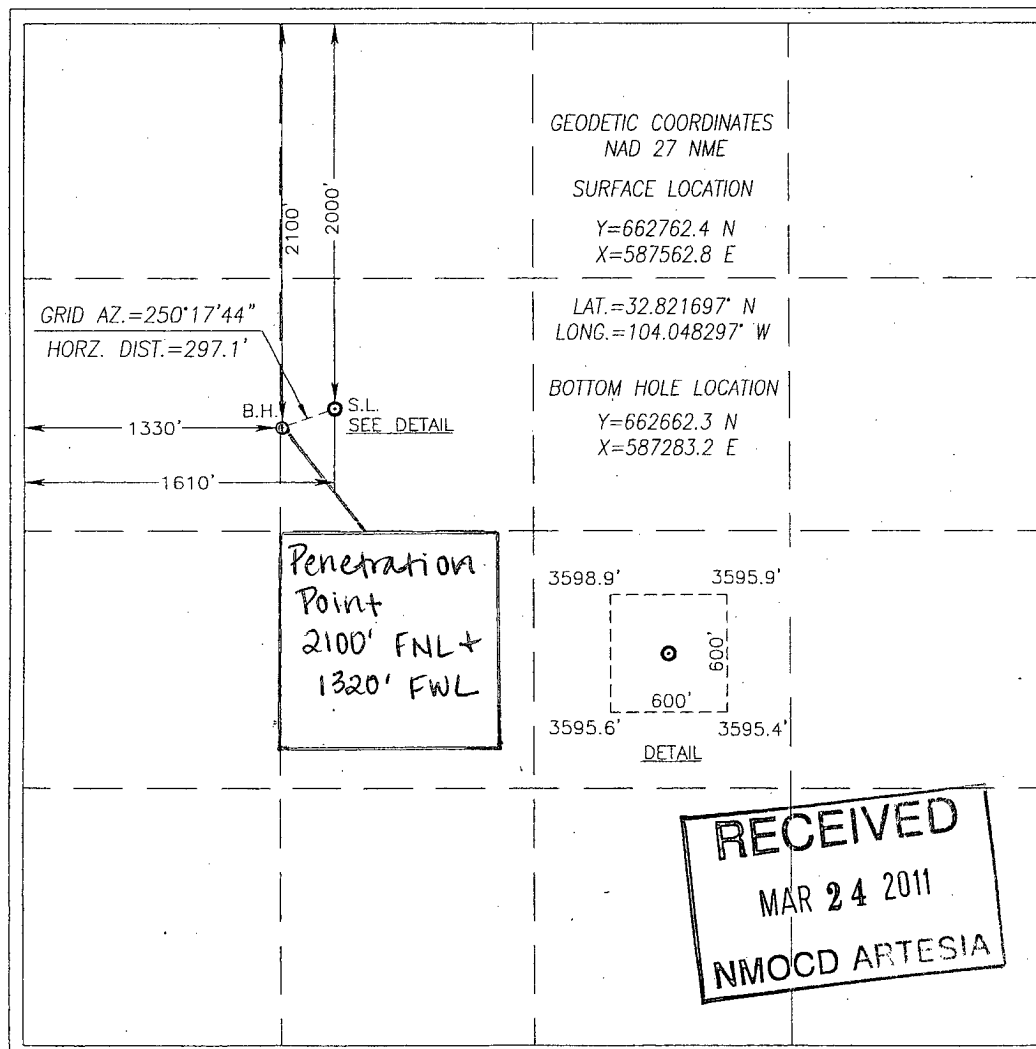 GEODETIC COORDINATES
NAD 27 NME
SURFACE LOCATION
Y=662762.4 N
X=587562.8 E
LAT.=32.821697° N
LONG.=104.048297° W
BOTTOM HOLE LOCATION
Y=662662.3 N
X=587283.2 E
2100'
2000'
GRID AZ.=250°17'44"
HORZ. DIST.=297.1'
B.H.
S.L.
SEE DETAIL
1330'
1610'
Penetration
Point
2100' FNL +
1320' FWL
3598.9'
3595.9'
600'
600'
3595.6'
3595.4'
DETAIL
RECEIVED
MAR 24 2011
NMOCD ARTESIA